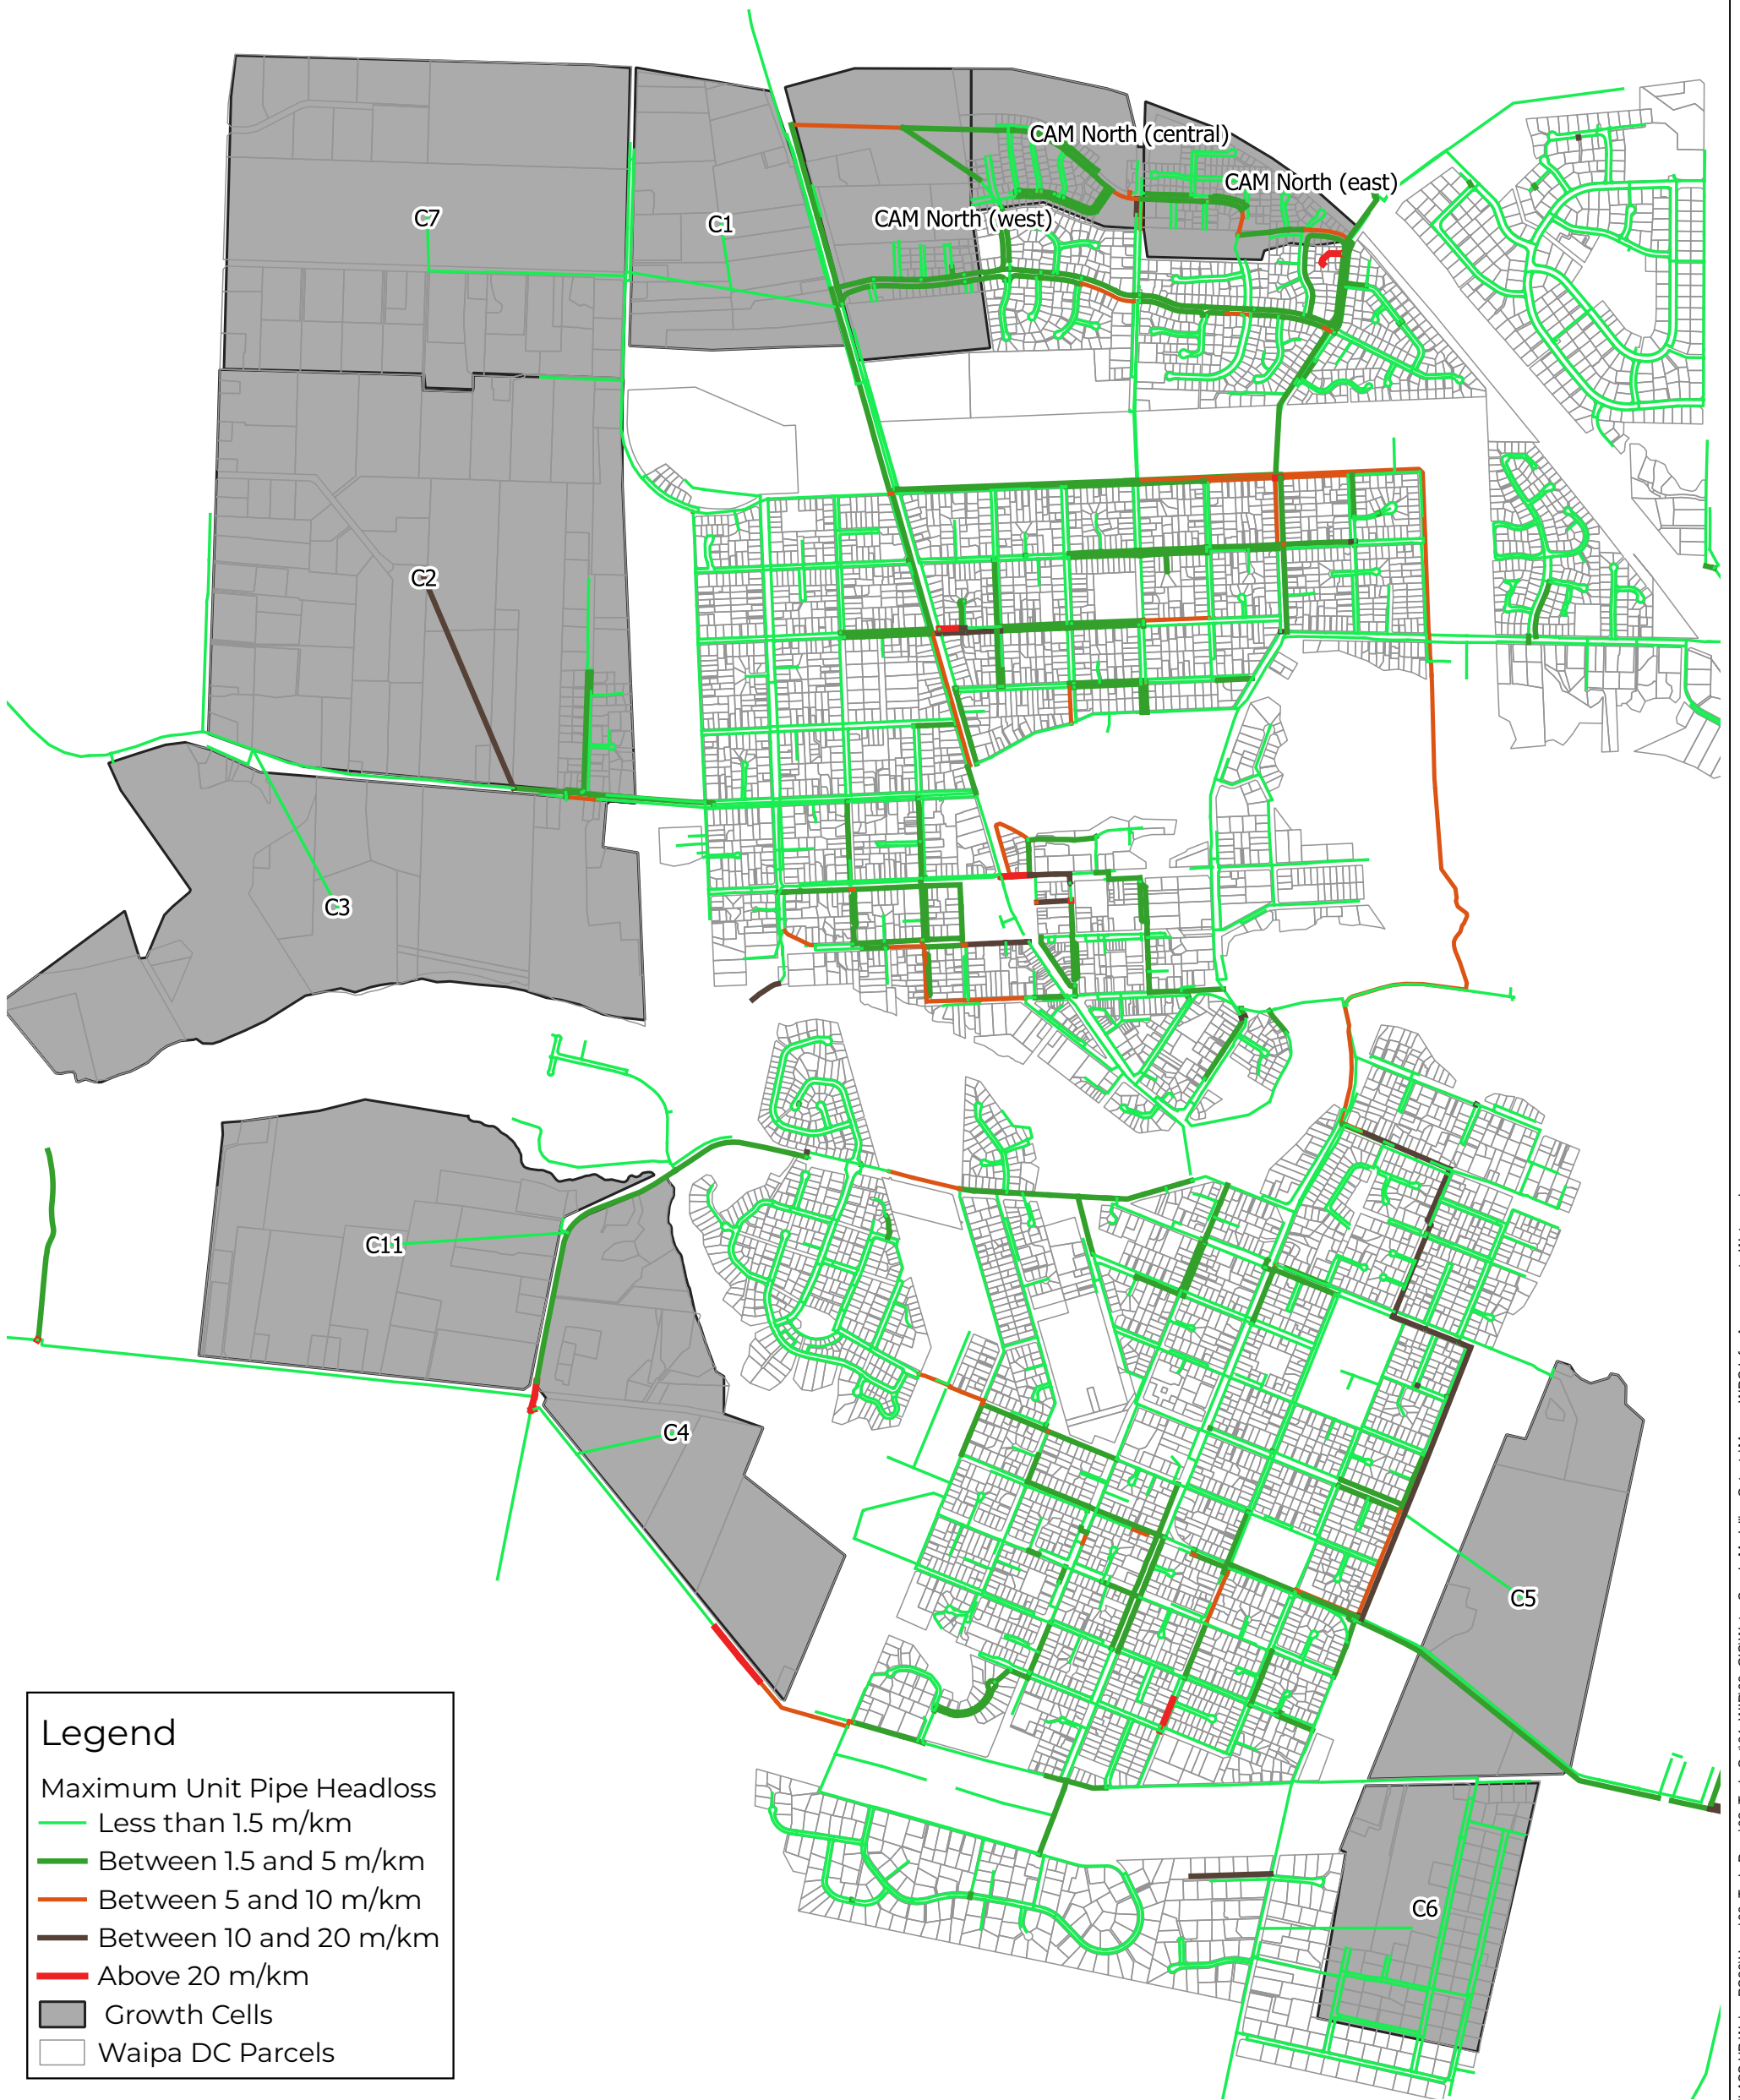 CAM North (central)
CAM North (east)
C7
C1
CAM North (west)
C2
C3
C11
C4
C5
C6
Legend
Maximum Unit Pipe Headloss
Less than 1.5 m/km
Between 1.5 and 5 m/km
Between 5 and 10 m/km
Between 10 and 20 m/km
Above 20 m/km
Growth Cells
Waipa DC Parcels